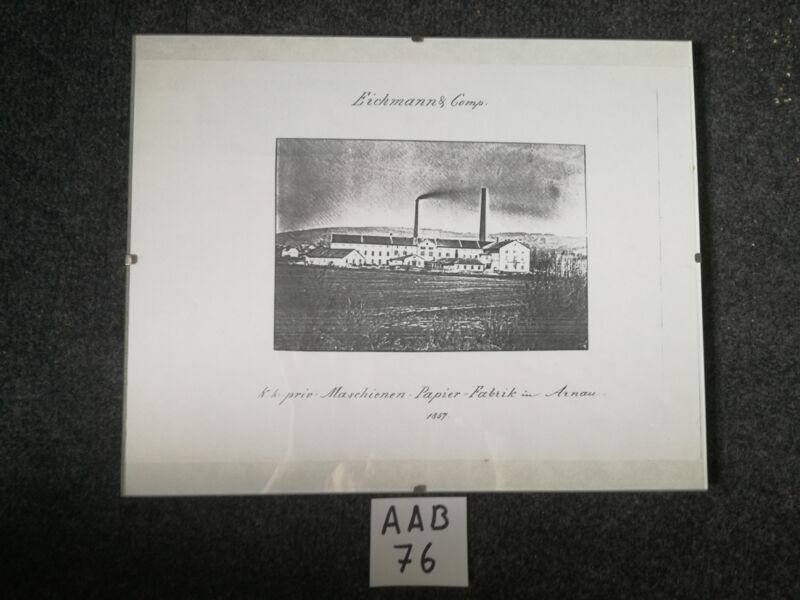 Eichmann & Comp.
K. k. priv. Maschienen-Papier-Fabrik in Arnau.
1857.
AAB
76